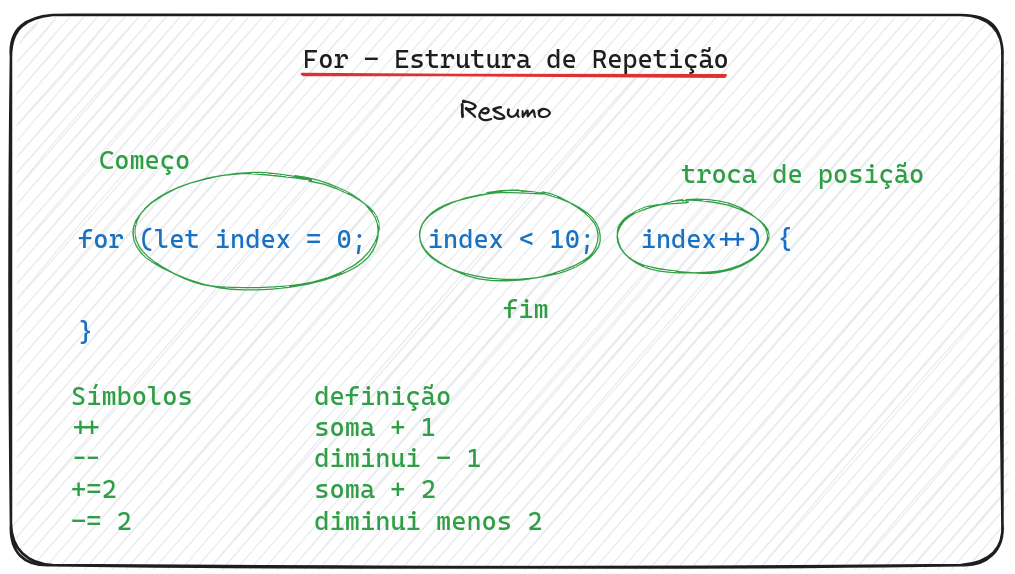 For - Estrutura de Repetição
Resumo
Começo
troca de posição
for (let index = 0; index < 10; index++) {
fim
}
Símbolos definição
++ soma + 1
-- diminui - 1
+=2 soma + 2
-= 2 diminui menos 2